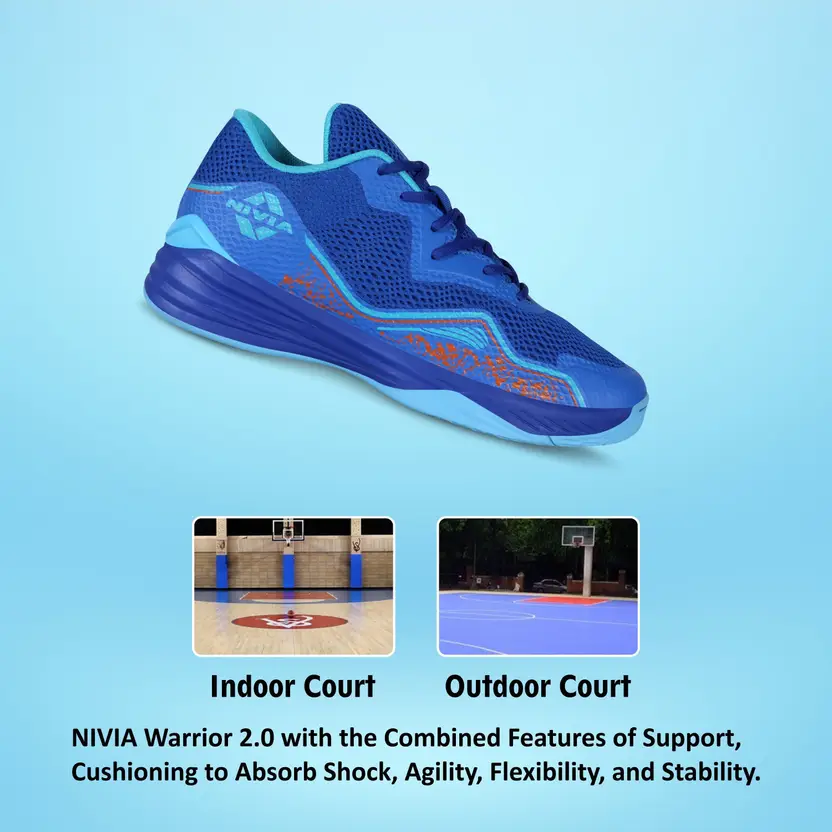 NIVIA
Indoor Court
Outdoor Court
NIVIA Warrior 2.0 with the Combined Features of Support,
Cushioning to Absorb Shock, Agility, Flexibility, and Stability.